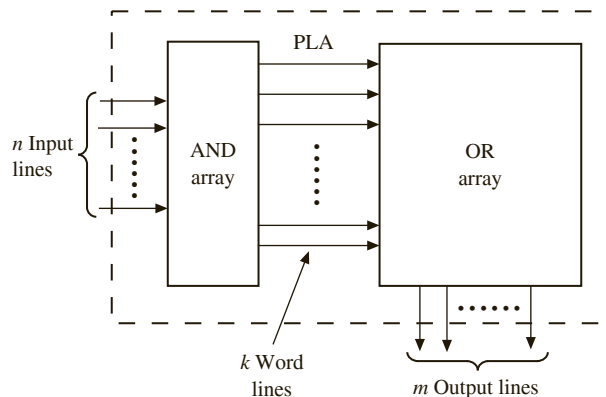 PLA
n Input
lines
AND
array
OR
array
k Word
lines
m Output lines